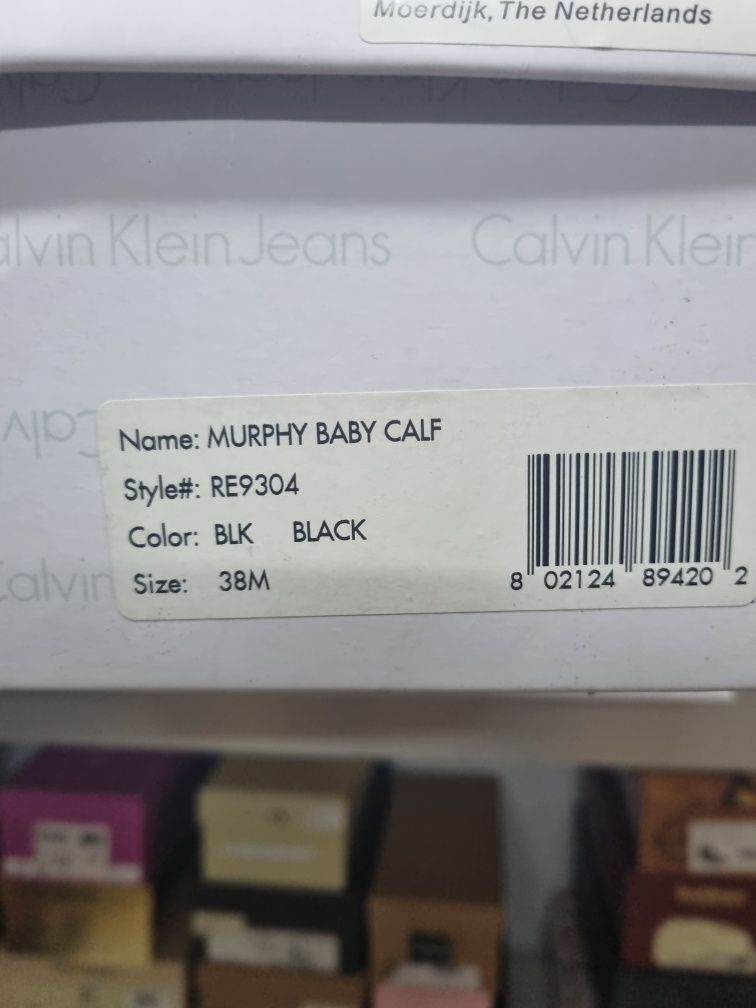 Moerdijk, The Netherlands
Calvin Klein Jeans Calvin Klein
Name: MURPHY BABY CALF
Style#: RE9304
Color: BLK BLACK
Size: 38M
8 02124 89420 2